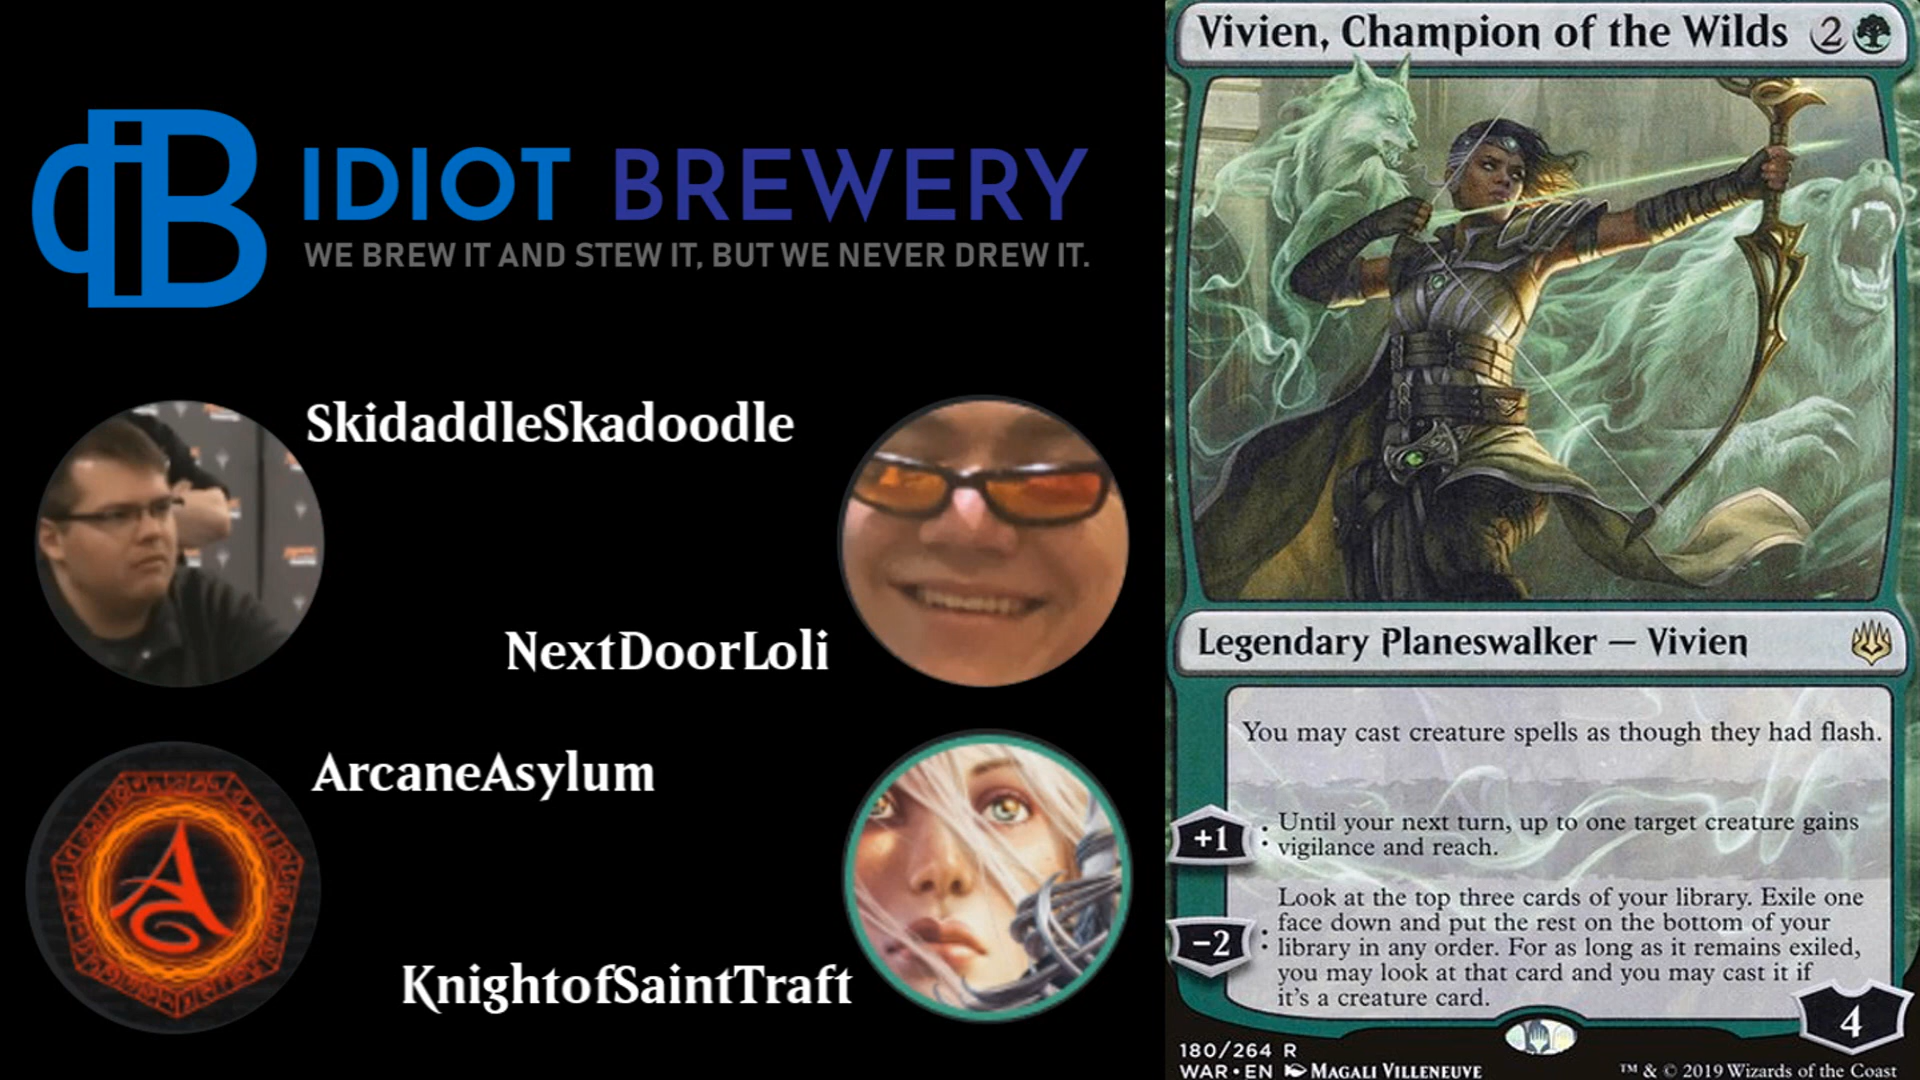 iB IDIOT BREWERY
WE BREW IT AND STEW IT, BUT WE NEVER DREW IT.
SkidaddleSkadoodle
NextDoorLoli
ArcaneAsylum
KnightofSaintTraft
Vivien, Champion of the Wilds 2
Legendary Planeswalker — Vivien
You may cast creature spells as though they had flash.
+1 : Until your next turn, up to one target creature gains
vigilance and reach.
−2 : Look at the top three cards of your library. Exile one
face down and put the rest on the bottom of your
library in any order. For as long as it remains exiled,
you may look at that card and you may cast it if
it's a creature card.
4
180/264 R
WAR • EN MAGALI VILLENEUVE
™ & © 2019 Wizards of the Coast